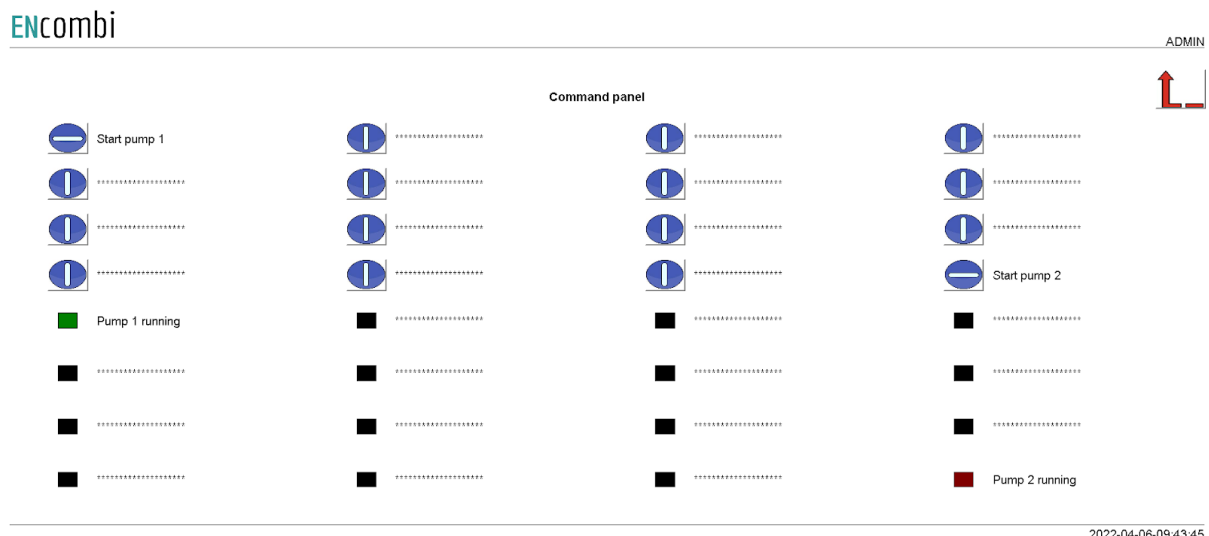 ENcombi
ADMIN
Command panel
Start pump 1 ******************** ******************** ********************
******************** ******************** ******************** ********************
******************** ******************** ******************** ********************
******************** ******************** ******************** Start pump 2
Pump 1 running ******************** ******************** ********************
******************** ******************** ******************** ********************
******************** ******************** ******************** ********************
******************** ******************** ******************** Pump 2 running
2022-04-06-09:43:45